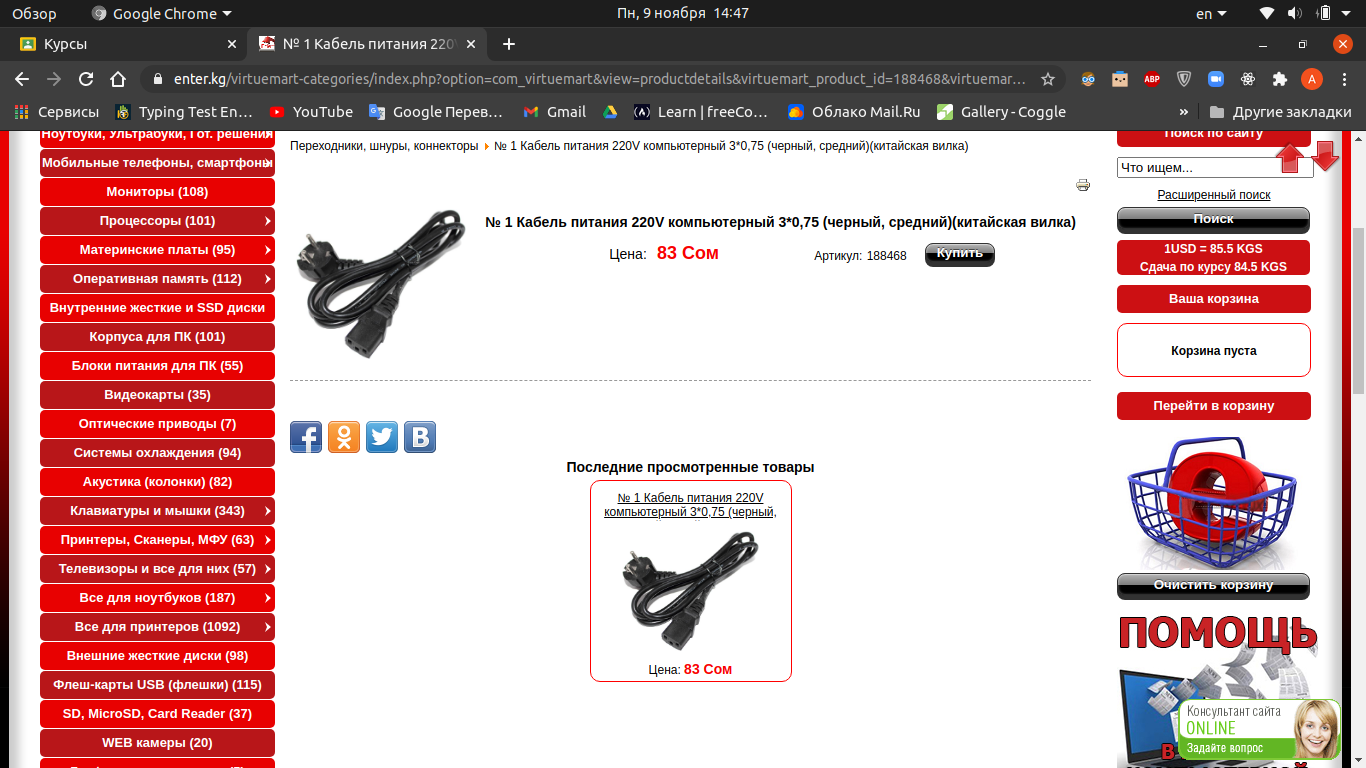 Обзор
Google Chrome
Пн, 9 ноября 14:47
en
Курсы
№ 1 Кабель питания 220V
enter.kg/virtuemart-categories/index.php?option=com_virtuemart&view=productdetails&virtuemart_product_id=188468&virtuemar…
ABP
A
Сервисы
Typing Test En…
YouTube
Google Перев…
Gmail
Learn | freeCo…
Облако Mail.Ru
Gallery - Coggle
»
Другие закладки
Ноутбуки, Ультрабуки, Гот. решения
Мобильные телефоны, смартфоны
Мониторы (108)
Процессоры (101)
Материнские платы (95)
Оперативная память (112)
Внутренние жесткие и SSD диски
Корпуса для ПК (101)
Блоки питания для ПК (55)
Видеокарты (35)
Оптические приводы (7)
Системы охлаждения (94)
Акустика (колонки) (82)
Клавиатуры и мышки (343)
Принтеры, Сканеры, МФУ (63)
Телевизоры и все для них (57)
Все для ноутбуков (187)
Все для принтеров (1092)
Внешние жесткие диски (98)
Флеш-карты USB (флешки) (115)
SD, MicroSD, Card Reader (37)
WEB камеры (20)
Переходники, шнуры, коннекторы
№ 1 Кабель питания 220V компьютерный 3*0,75 (черный, средний)(китайская вилка)
№ 1 Кабель питания 220V компьютерный 3*0,75 (черный, средний)(китайская вилка)
Цена: 83 Сом
Артикул: 188468
Купить
Последние просмотренные товары
№ 1 Кабель питания 220V
компьютерный 3*0,75 (черный,
Цена: 83 Сом
Поиск по сайту
Что ищем...
Расширенный поиск
Поиск
1USD = 85.5 KGS
Сдача по курсу 84.5 KGS
Ваша корзина
Корзина пуста
Перейти в корзину
Очистить корзину
ПОМОЩЬ
В
Консультант сайта
ONLINE
Задайте вопрос